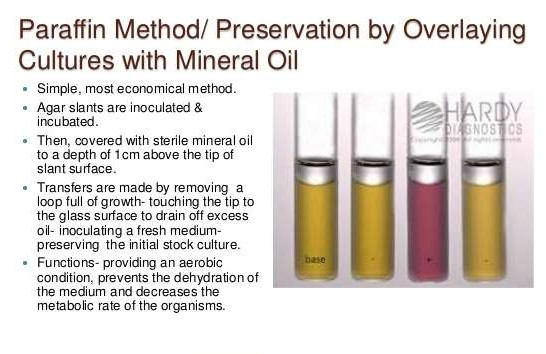 Paraffin Method/ Preservation by Overlaying
Cultures with Mineral Oil
Simple, most economical method.
Agar slants are inoculated &
incubated.
Then, covered with sterile mineral oil
to a depth of 1cm above the tip of
slant surface.
Transfers are made by removing a
loop full of growth- touching the tip to
the glass surface to drain off excess
oil- inoculating a fresh medium-
preserving the initial stock culture.
Functions- providing an aerobic
condition, prevents the dehydration of
the medium and decreases the
metabolic rate of the organisms.
HARDY
DIAGNOSTICS
base
- + -